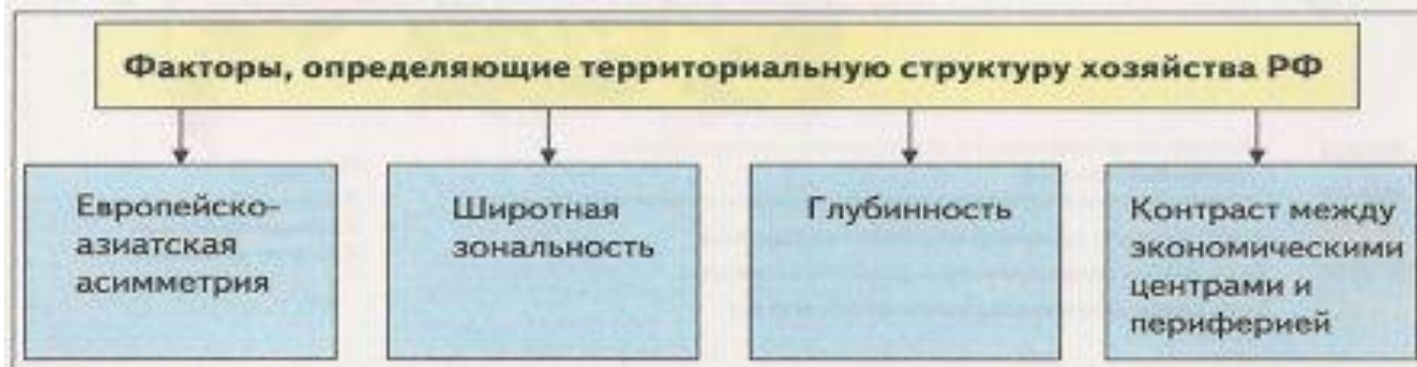 Факторы, определяющие территориальную структуру хозяйства РФ
Европейско-
азиатская
асимметрия
Широтная
зональность
Глубинность
Контраст между
экономическими
центрами и
периферией